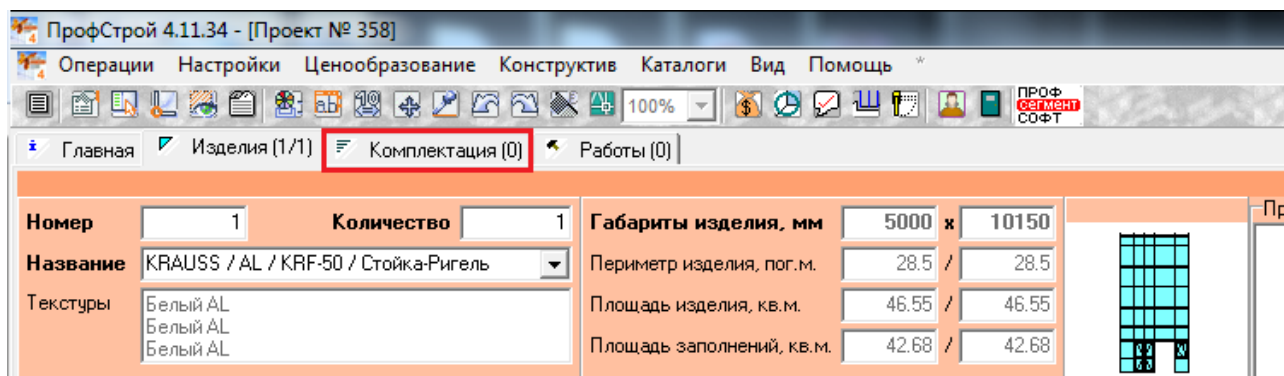 ПрофСтрой 4.11.34 - [Проект № 358]
Операции Настройки Ценообразование Конструктив Каталоги Вид Помощь *
100% ПРОФ
сегмент
СОФТ
Главная Изделия (1/1) Комплектация (0) Работы (0)
Номер 1 Количество 1 Габариты изделия, мм 5000 x 10150
Название KRAUSS / AL / KRF-50 / Стойка-Ригель Периметр изделия, пог.м. 28.5 / 28.5
Текстуры Белый AL Площадь изделия, кв.м. 46.55 / 46.55
Белый AL
Белый AL Площадь заполнений, кв.м. 42.68 / 42.68